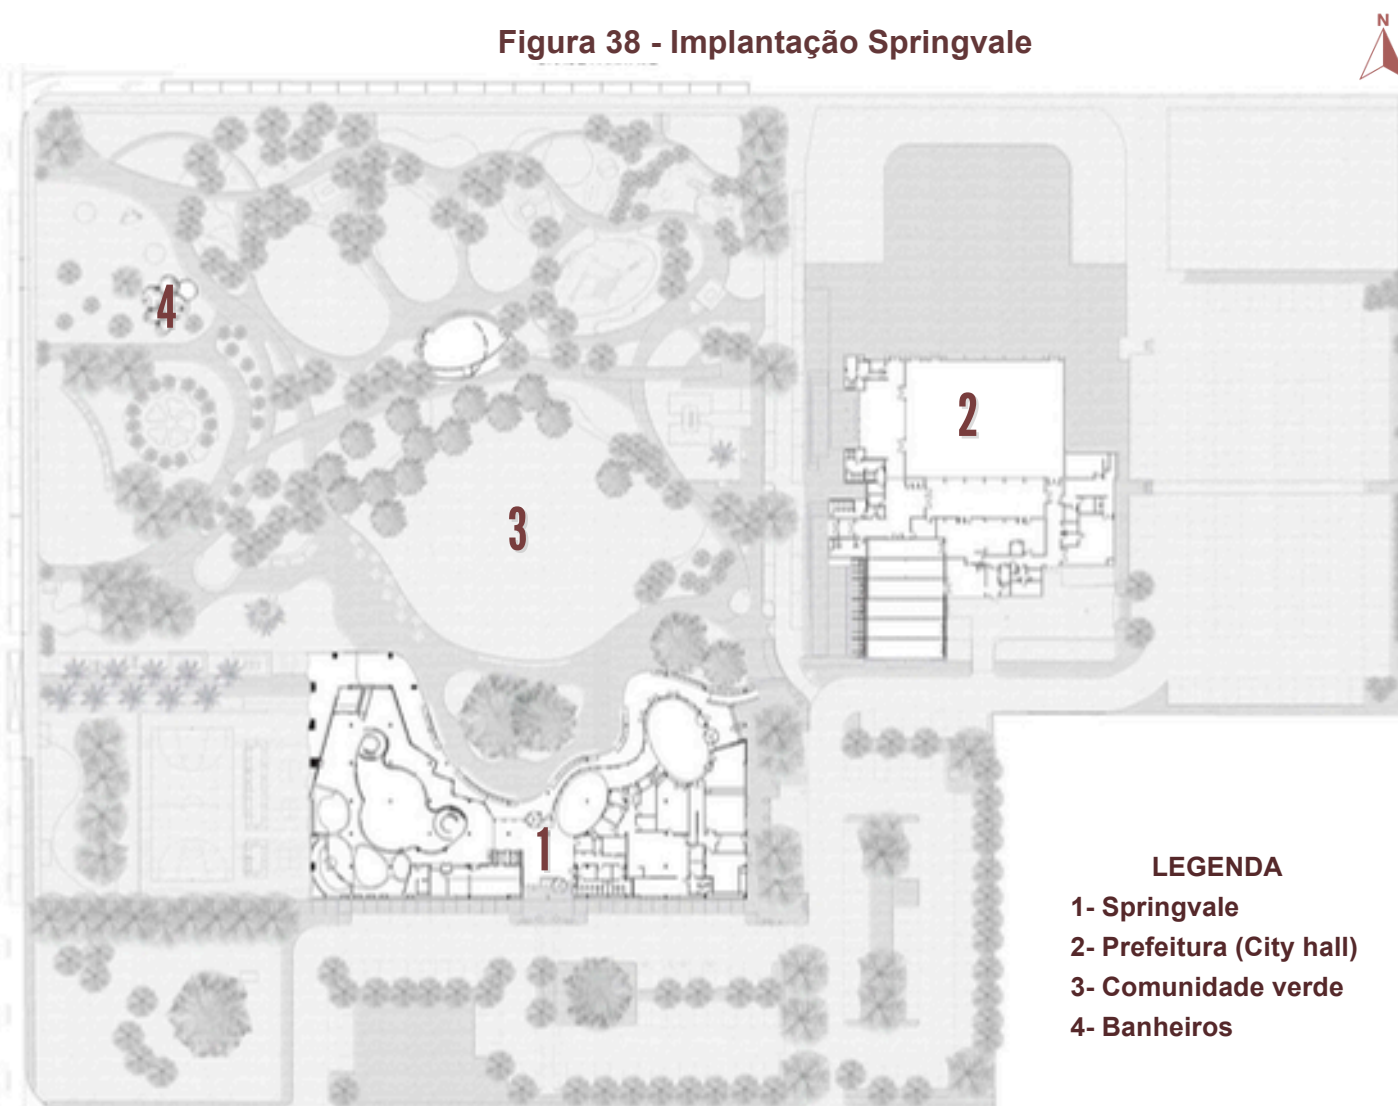 Figura 38 - Implantação Springvale
N
4
2
3
1
LEGENDA
1- Springvale
2- Prefeitura (City hall)
3- Comunidade verde
4- Banheiros